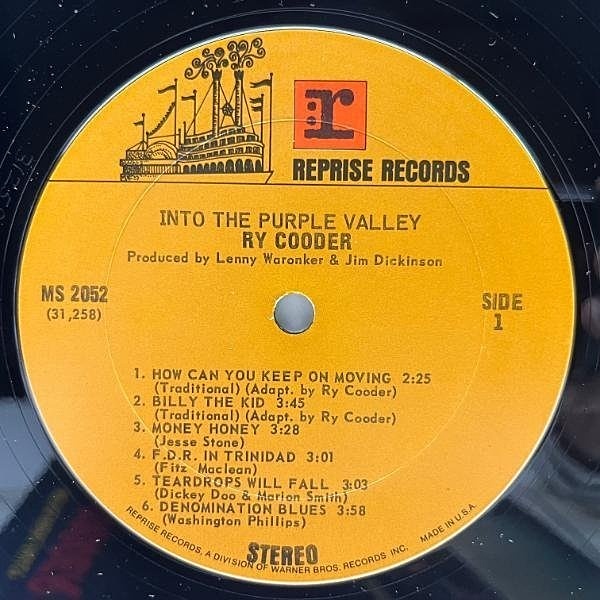 :r
REPRISE RECORDS
INTO THE PURPLE VALLEY
RY COODER
Produced by Lenny Waronker & Jim Dickinson
MS 2052
(31,258)
SIDE
1
1. HOW CAN YOU KEEP ON MOVING 2:25
(Traditional) (Adapt. by Ry Cooder)
2. BILLY THE KID 3:45
(Traditional) (Adapt. by Ry Cooder)
3. MONEY HONEY 3:28
(Jesse Stone)
4. F.D.R. IN TRINIDAD 3:01
(Fitz Maclean)
5. TEARDROPS WILL FALL 3:03
(Dickey Doo & Marion Smith)
6. DENOMINATION BLUES 3:58
(Washington Phillips)
STEREO
REPRISE RECORDS, A DIVISION OF WARNER BROS. RECORDS, INC.
MADE IN U.S.A.